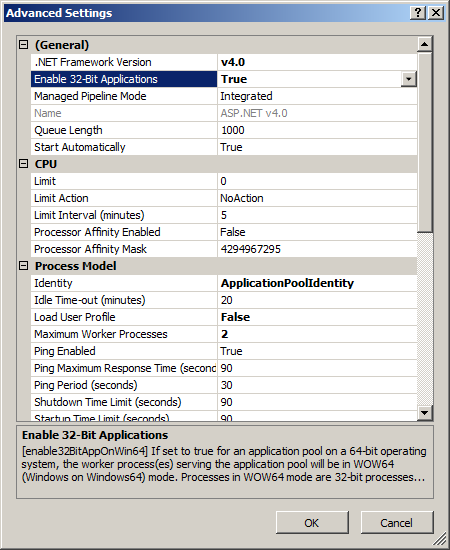 Advanced Settings
(General)
.NET Framework Version v4.0
Enable 32-Bit Applications True
Managed Pipeline Mode Integrated
Name ASP.NET v4.0
Queue Length 1000
Start Automatically True
CPU
Limit 0
Limit Action NoAction
Limit Interval (minutes) 5
Processor Affinity Enabled False
Processor Affinity Mask 4294967295
Process Model
Identity ApplicationPoolIdentity
Idle Time-out (minutes) 20
Load User Profile False
Maximum Worker Processes 2
Ping Enabled True
Ping Maximum Response Time (second 90
Ping Period (seconds) 30
Shutdown Time Limit (seconds) 90
Startup Time Limit (seconds) 90
Enable 32-Bit Applications
[enable32BitAppOnWin64] If set to true for an application pool on a 64-bit operating
system, the worker process(es) serving the application pool will be in WOW64
(Windows on Windows64) mode. Processes in WOW64 mode are 32-bit processes...
OK Cancel